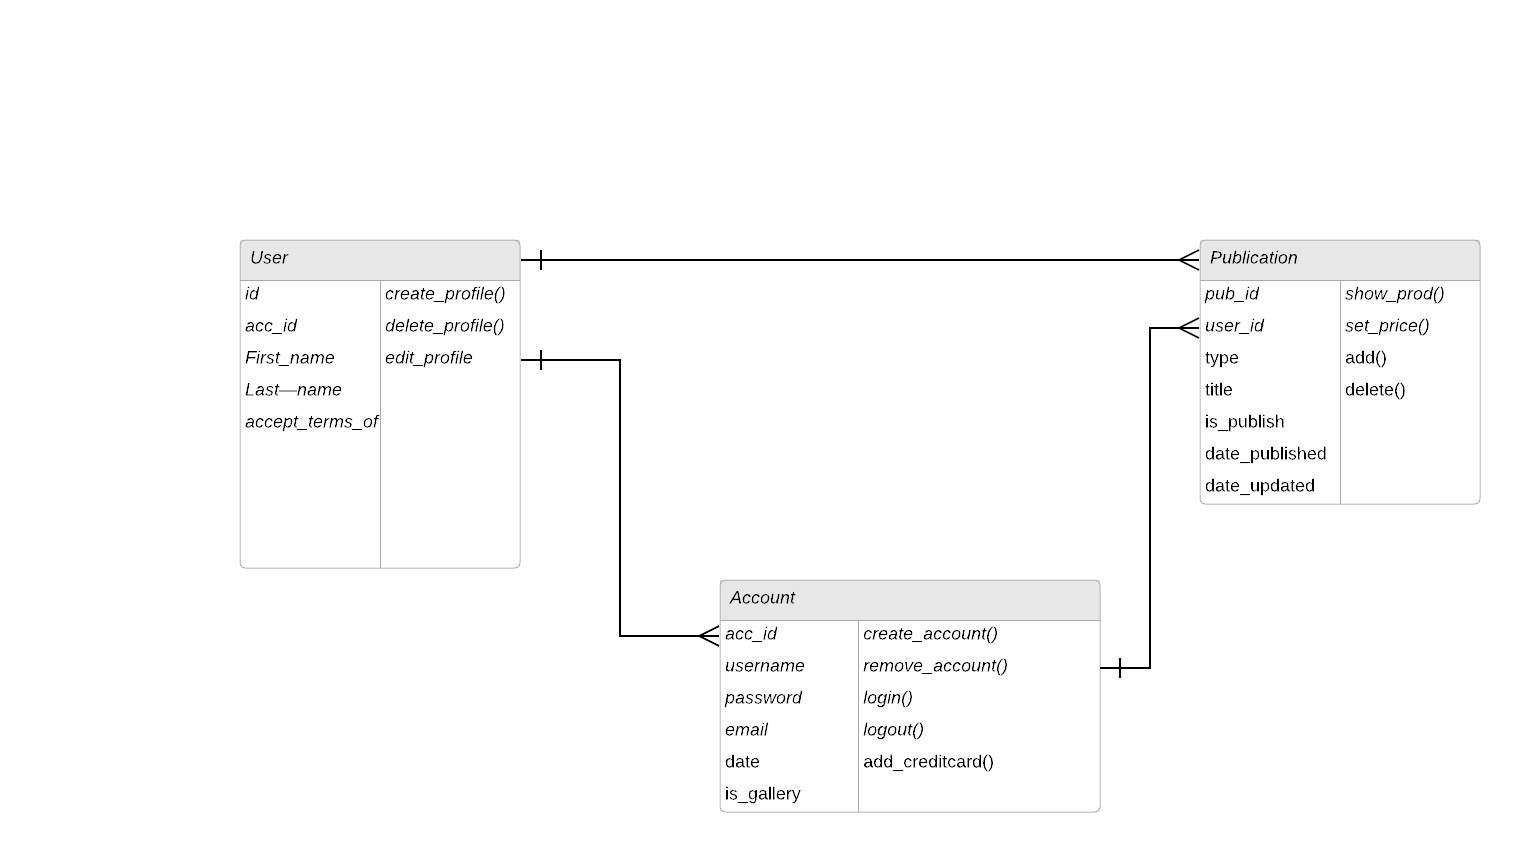 User
id create_profile()
acc_id delete_profile()
First_name edit_profile
Last—name
accept_terms_of
Publication
pub_id show_prod()
user_id set_price()
type add()
title delete()
is_publish
date_published
date_updated
Account
acc_id create_account()
username remove_account()
password login()
email logout()
date add_creditcard()
is_gallery